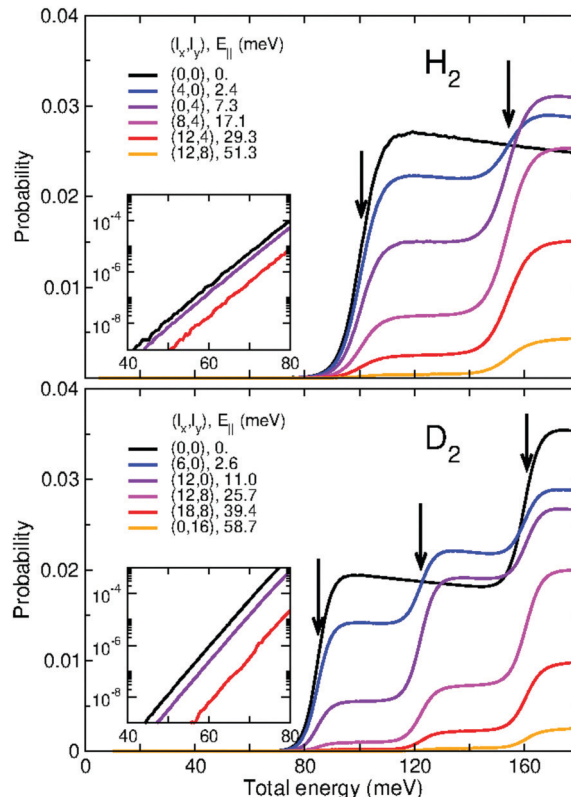 0.04
(l_x,l_y), E_|| (meV)
H_2
(0,0), 0.
(4,0), 2.4
(0,4), 7.3
(8,4), 17.1
(12,4), 29.3
(12,8), 51.3
0.03
0.02
0.01
0
Probability
10^-4
10^-6
10^-8
40 60 80
0.04
(l_x,l_y), E_|| (meV)
D_2
(0,0), 0.
(6,0), 2.6
(12,0), 11.0
(12,8), 25.7
(18,8), 39.4
(0,16), 58.7
0.03
0.02
0.01
0
Probability
10^-4
10^-6
10^-8
40 60 80
0 40 80 120 160
Total energy (meV)